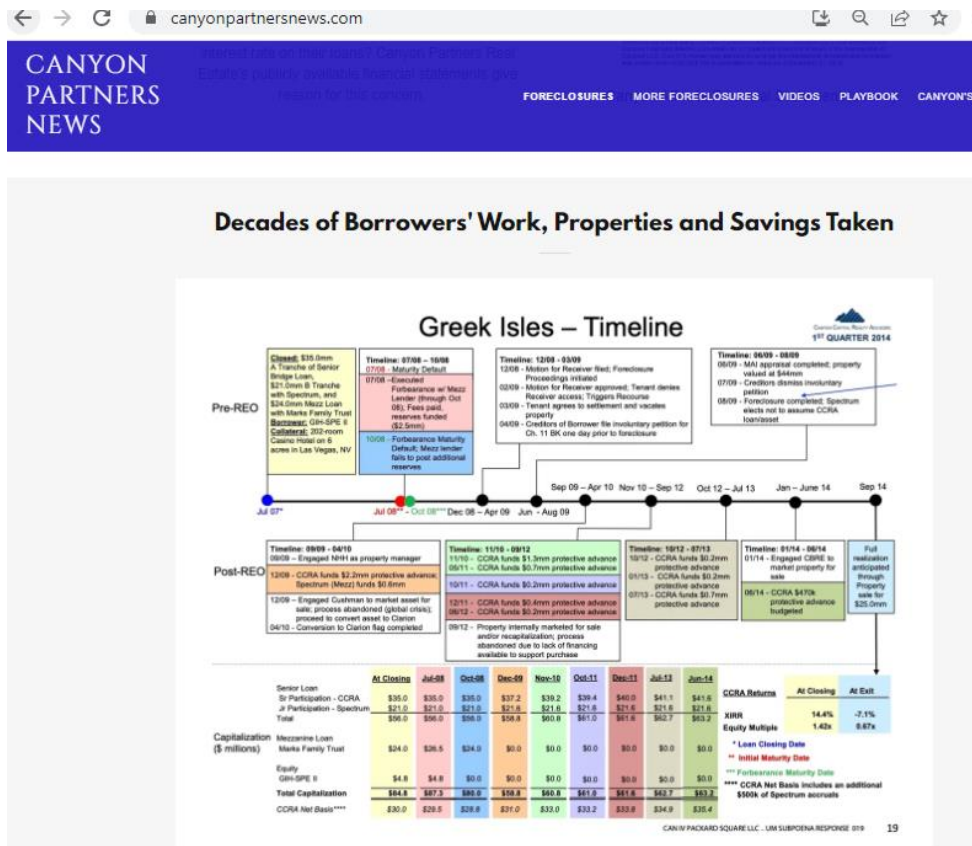 canyonpartnersnews.com
interest rate on their loans? Canyon Partners Real
Estate's publicly available financial statements give
reason for this concern.
CANYON
PARTNERS
NEWS
FORECLO$URE$ MORE FORECLOSURES VIDEOS PLAYBOOK CANYON'S
Decades of Borrowers' Work, Properties and Savings Taken
Greek Isles – Timeline
1ST QUARTER 2014
Pre-REO
Closed: $35.0mm
A Tranche of Senior
Bridge Loan,
$21.0mm B Tranche
with Spectrum, and
$24.0mm Mezz Loan
with Marks Family Trust
Borrower: GIH-SPE II
Collateral: 202-room
Casino Hotel on 6
acres in Las Vegas, NV
Timeline: 07/08 – 10/08
07/08 - Maturity Default
07/08 –Executed
Forbearance w/ Mezz
Lender (through Oct
08); Fees paid,
reserves funded
($2.5mm)
10/08 - Forbearance Maturity
Default; Mezz lender
fails to post additional
reserves
Timeline: 12/08 - 03/09
12/08 - Motion for Receiver filed; Foreclosure
Proceedings initiated
02/09 - Motion for Receiver approved; Tenant denies
Receiver access; Triggers Recourse
03/09 - Tenant agrees to settlement and vacates
property
04/09 - Creditors of Borrower file involuntary petition for
Ch. 11 BK one day prior to foreclosure
Timeline: 06/09 - 08/09
06/09 - MAI appraisal completed; property
valued at $44mm
07/09 - Creditors dismiss involuntary
petition
08/09 - Foreclosure completed; Spectrum
elects not to assume CCRA
loan/asset
Jul 07* Jul 08** - Oct 08*** Dec 08 – Apr 09 Jun - Aug 09 Sep 09 – Apr 10 Nov 10 – Sep 12 Oct 12 – Jul 13 Jan – June 14 Sep 14
Post-REO
Timeline: 09/09 - 04/10
09/09 – Engaged NHH as property manager
12/09 - CCRA funds $2.2mm protective advance;
Spectrum (Mezz) funds $0.6mm
12/09 – Engaged Cushman to market asset for
sale; process abandoned (global crisis);
proceed to convert asset to Clarion
04/10 - Conversion to Clarion flag completed
Timeline: 11/10 - 09/12
11/10 - CCRA funds $1.3mm protective advance
06/11 - CCRA funds $0.7mm protective advance
10/11 - CCRA funds $0.2mm protective advance
12/11 - CCRA funds $0.4mm protective advance
08/12 - CCRA funds $0.2mm protective advance
09/12 - Property internally marketed for sale
and/or recapitalization; process
abandoned due to lack of financing
available to support purchase
Timeline: 10/12 - 07/13
10/12 - CCRA funds $0.2mm
protective advance
01/13 - CCRA funds $0.2mm
protective advance
07/13 - CCRA funds $0.7mm
protective advance
Timeline: 01/14 - 06/14
01/14 - Engaged CBRE to
market property for
sale
06/14 - CCRA $470k
protective advance
budgeted
Full
realization
anticipated
through
Property
sale for
$25.0mm
At Closing Jul-08 Oct-08 Dec-09 Nov-10 Oct-11 Dec-11 Jul-13 Jun-14
Senior Loan
Sr Participation - CCRA $35.0 $35.0 $35.0 $37.2 $39.2 $39.4 $40.0 $41.1 $41.6
Jr Participation - Spectrum $21.0 $21.0 $21.0 $21.6 $21.6 $21.6 $21.6 $21.6 $21.6
Total $56.0 $56.0 $56.0 $58.8 $60.8 $61.0 $61.6 $62.7 $63.2
Capitalization
($ millions)
Mezzanine Loan
Marks Family Trust $24.0 $26.5 $24.0 $0.0 $0.0 $0.0 $0.0 $0.0 $0.0
Equity
GIH-SPE II $4.8 $4.8 $0.0 $0.0 $0.0 $0.0 $0.0 $0.0 $0.0
Total Capitalization $84.8 $87.3 $80.0 $58.8 $60.8 $61.0 $61.6 $62.7 $63.2
CCRA Net Basis**** $30.0 $28.5 $28.8 $31.0 $33.0 $33.2 $33.8 $34.9 $35.4
CCRA Returns At Closing At Exit
XIRR 14.4% -7.1%
Equity Multiple 1.42x 0.67x
* Loan Closing Date
** Initial Maturity Date
*** Forbearance Maturity Date
**** CCRA Net Basis includes an additional
$500k of Spectrum accruals
CAN IV PACKARD SQUARE LLC .. UM SUBPOENA RESPONSE 019 19